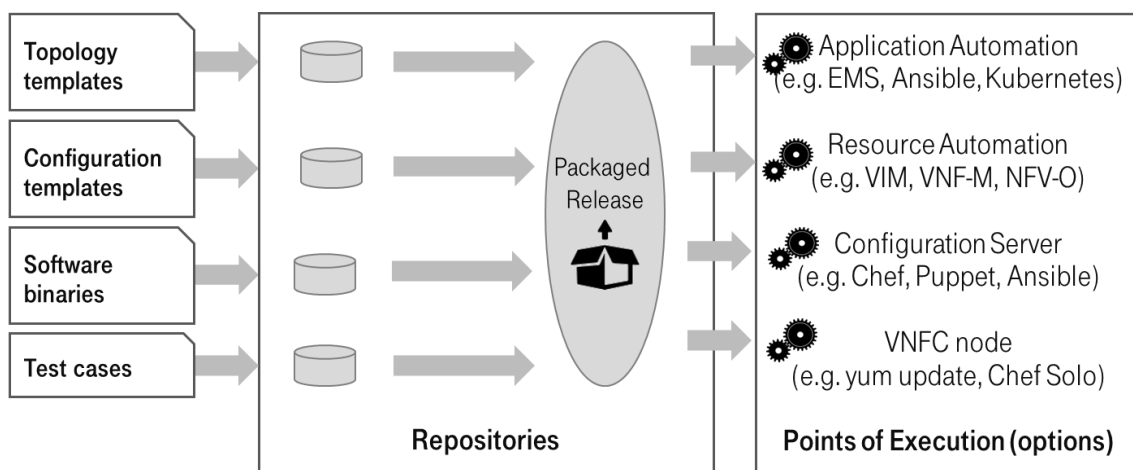 Topology
templates
Configuration
templates
Software
binaries
Test cases
Packaged
Release
Repositories
Application Automation
(e.g. EMS, Ansible, Kubernetes)
Resource Automation
(e.g. VIM, VNF-M, NFV-O)
Configuration Server
(e.g. Chef, Puppet, Ansible)
VNFC node
(e.g. yum update, Chef Solo)
Points of Execution (options)